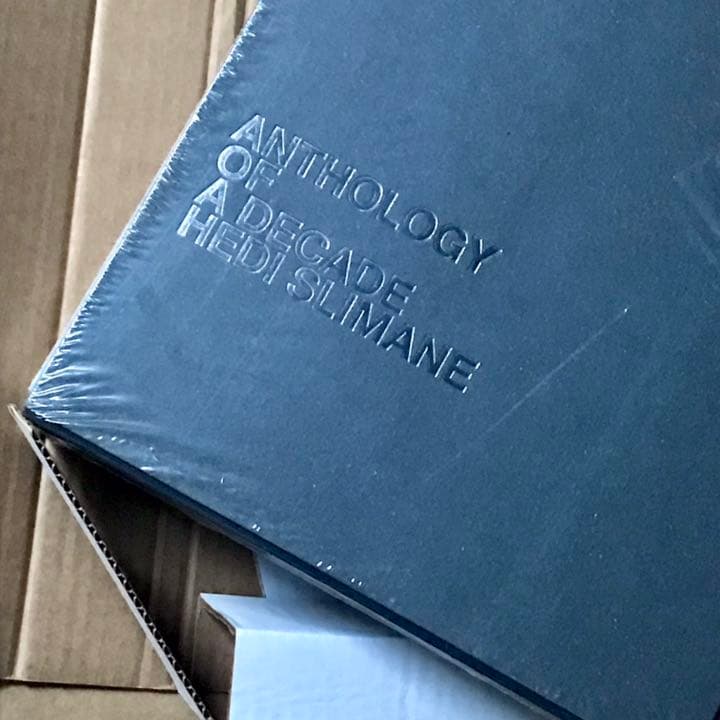 ANTHOLOGY
OF
A DECADE
HEDI SLIMANE